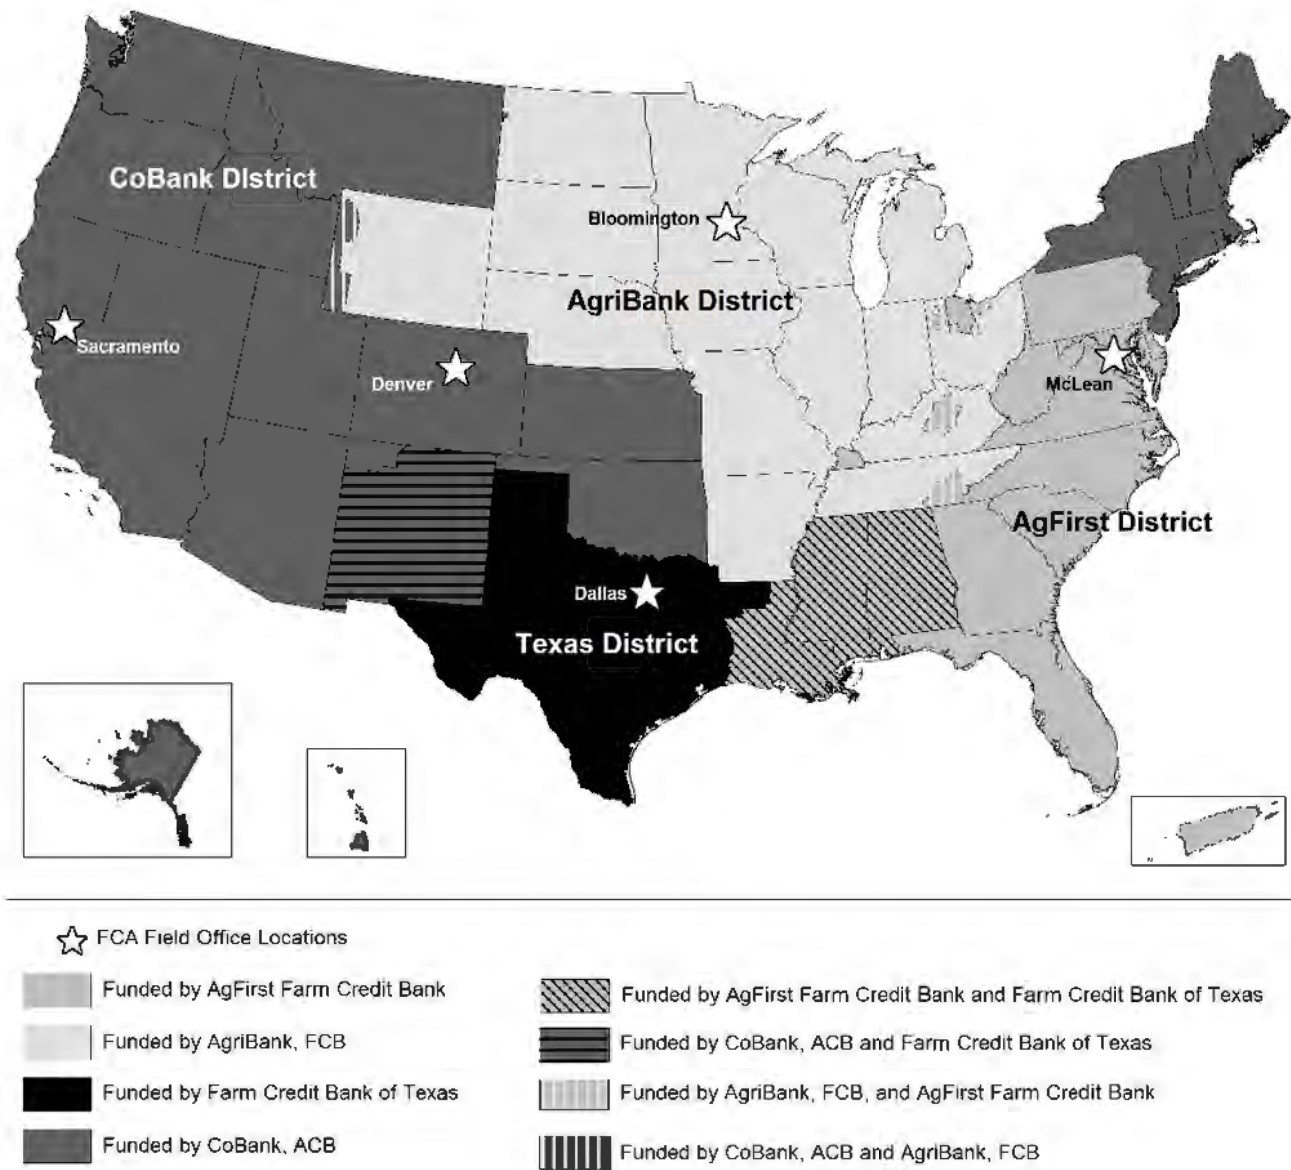 CoBank DIstrict
Bloomington
AgriBank District
Sacramento
Denver
McLean
AgFirst District
Dallas
Texas District
FCA Field Office Locations
Funded by AgFirst Farm Credit Bank
Funded by AgriBank, FCB
Funded by Farm Credit Bank of Texas
Funded by CoBank, ACB
Funded by AgFirst Farm Credit Bank and Farm Credit Bank of Texas
Funded by CoBank, ACB and Farm Credit Bank of Texas
Funded by AgriBank, FCB, and AgFirst Farm Credit Bank
Funded by CoBank, ACB and AgriBank, FCB